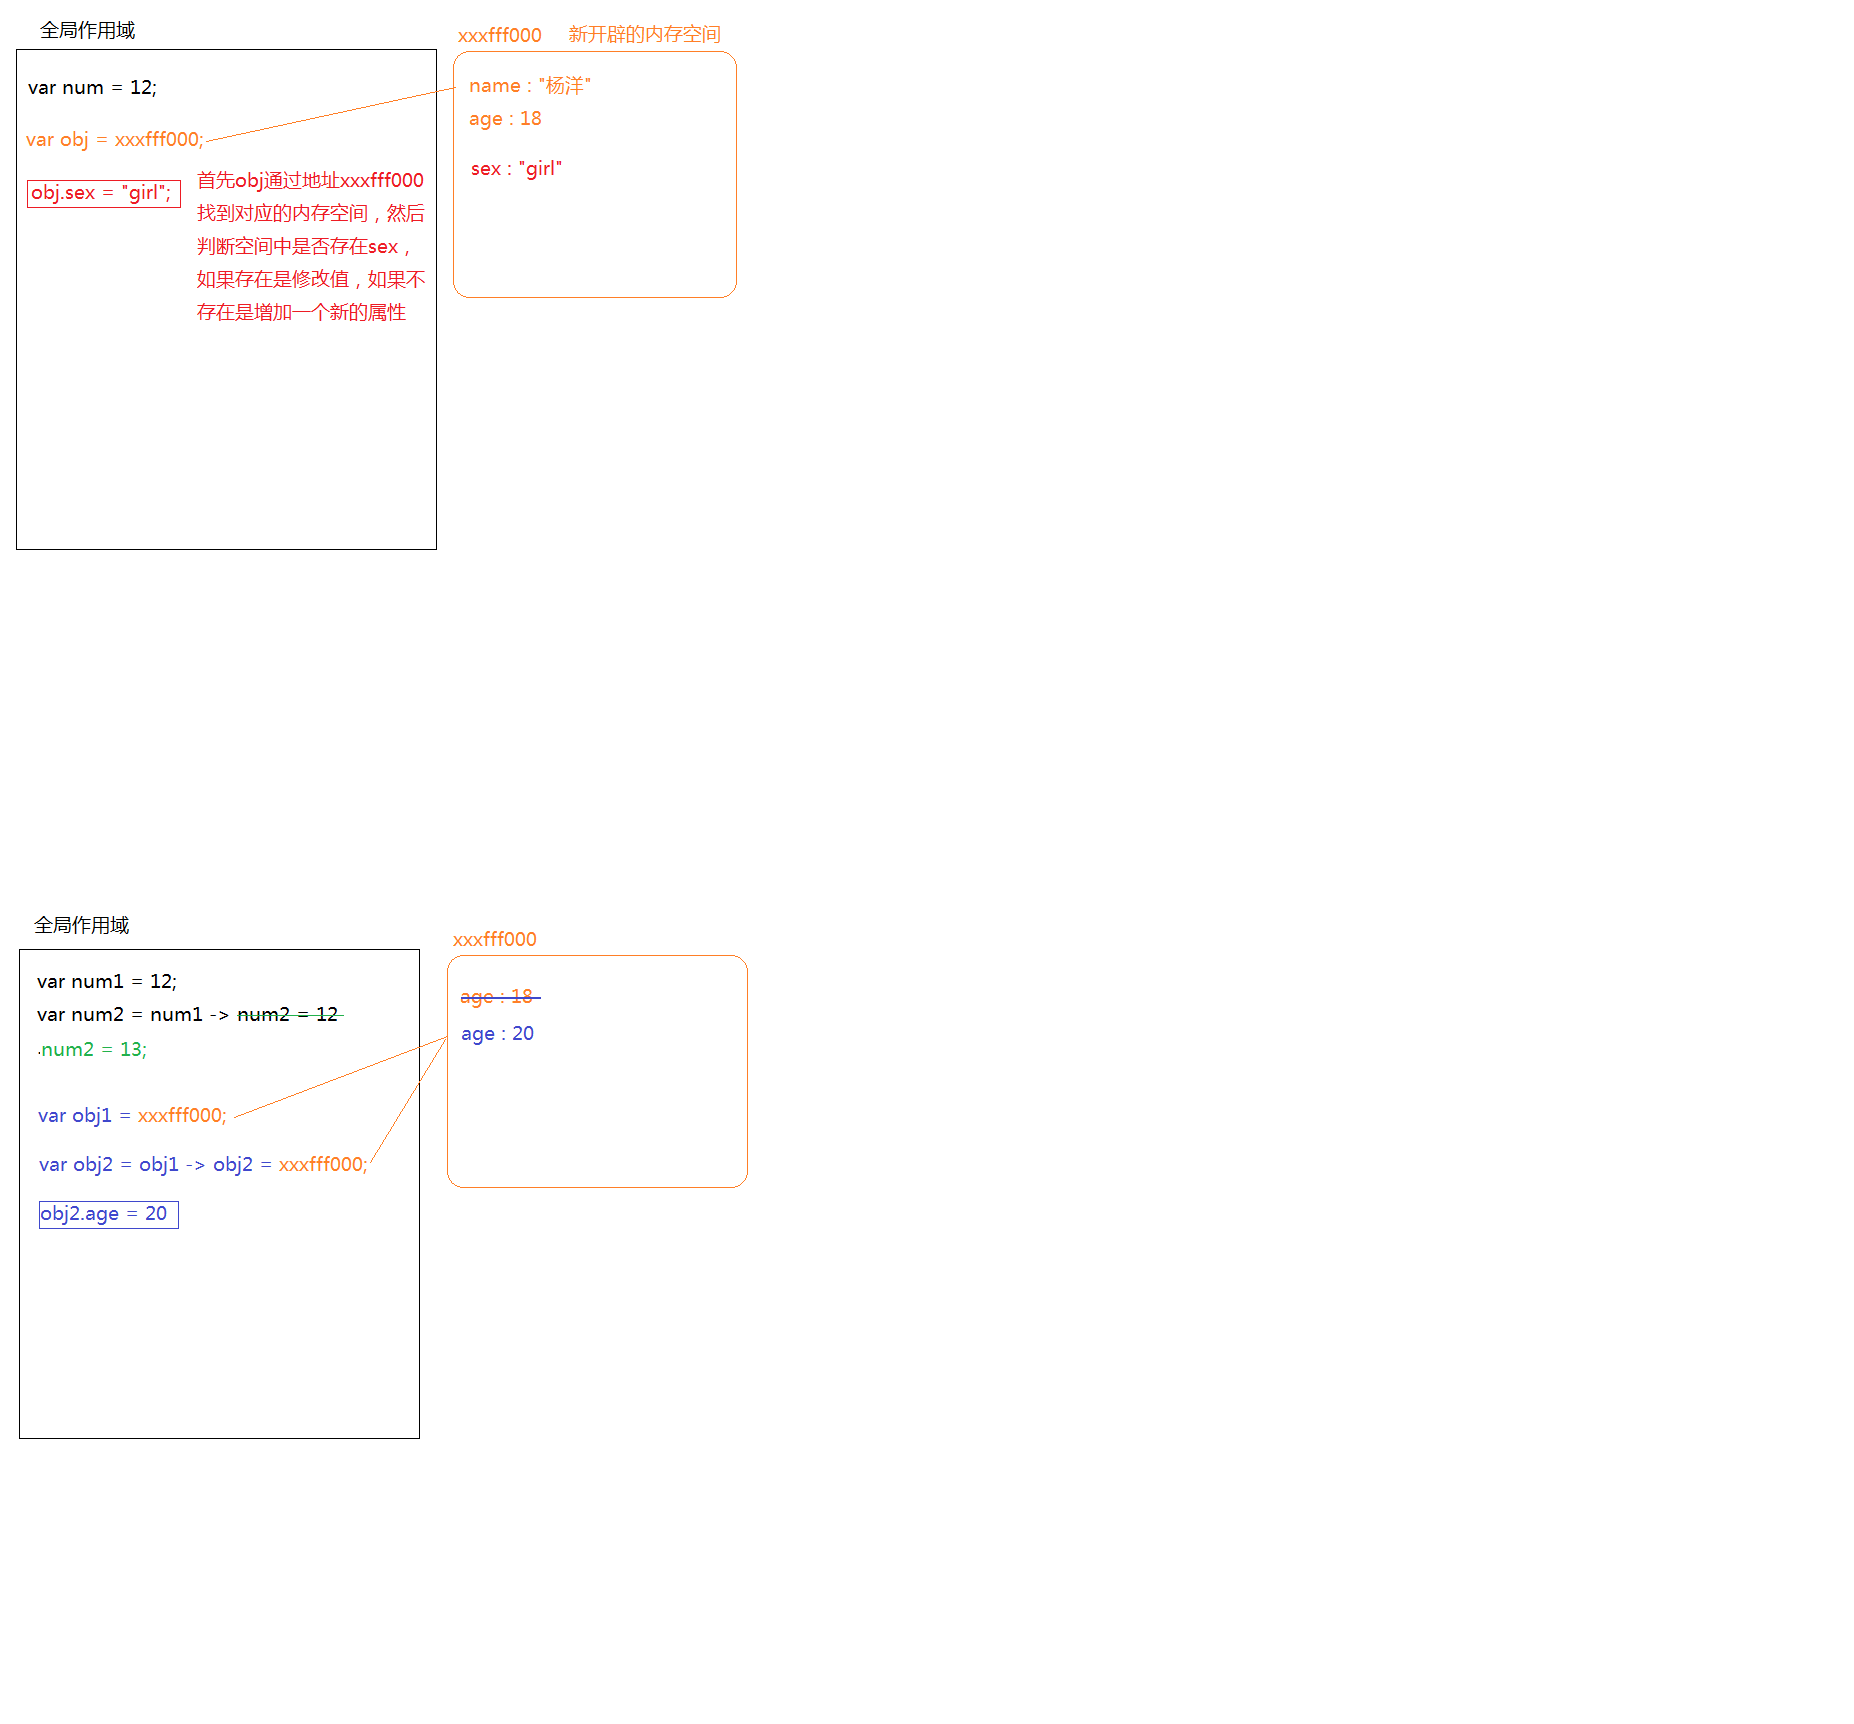 全局作用域
xxxfff000 新开辟的内存空间
var num = 12;
name : "杨洋"
age : 18
var obj = xxxfff000;
sex : "girl"
obj.sex = "girl";
首先obj通过地址xxxfff000
找到对应的内存空间，然后
判断空间中是否存在sex，
如果存在是修改值，如果不
存在是增加一个新的属性
全局作用域
xxxfff000
var num1 = 12;
var num2 = num1 -> num2 = 12
num2 = 13;
age : 18
age : 20
var obj1 = xxxfff000;
var obj2 = obj1 -> obj2 = xxxfff000;
obj2.age = 20